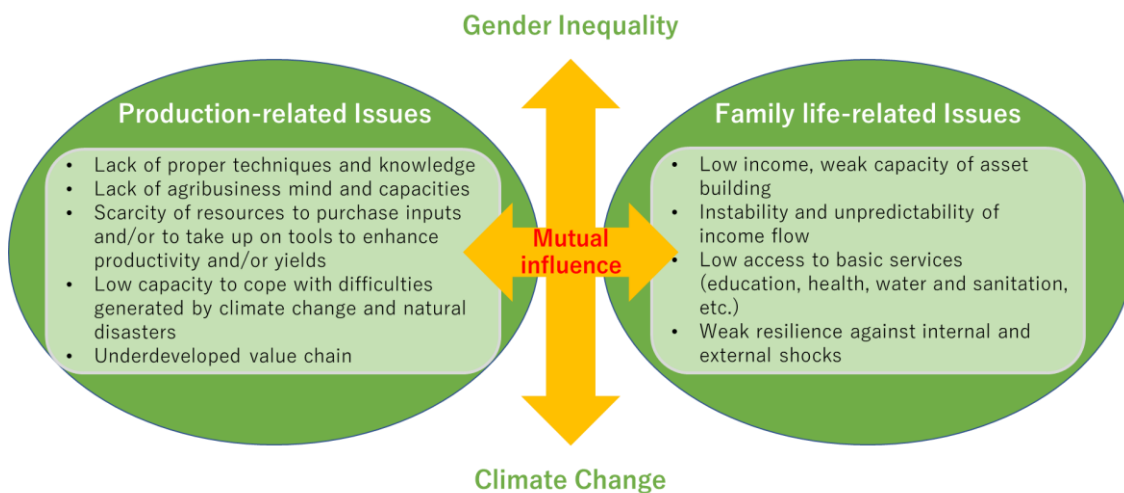 Gender Inequality
Production-related Issues
• Lack of proper techniques and knowledge
• Lack of agribusiness mind and capacities
• Scarcity of resources to purchase inputs
and/or to take up on tools to enhance
productivity and/or yields
• Low capacity to cope with difficulties
generated by climate change and natural
disasters
• Underdeveloped value chain
Mutual
influence
Family life-related Issues
• Low income, weak capacity of asset
building
• Instability and unpredictability of
income flow
• Low access to basic services
(education, health, water and sanitation,
etc.)
• Weak resilience against internal and
external shocks
Climate Change